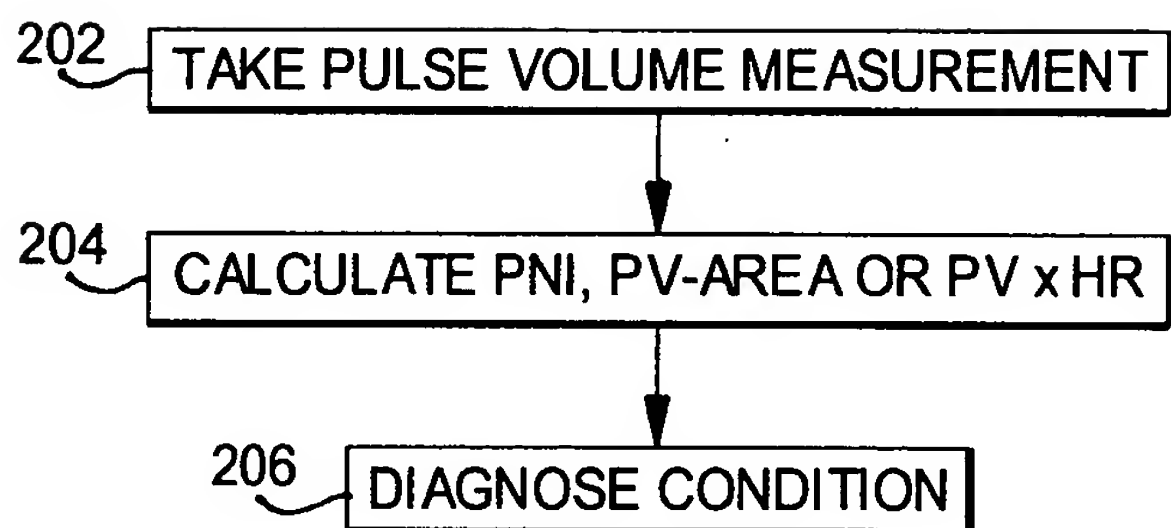 202 TAKE PULSE VOLUME MEASUREMENT
204 CALCULATE PNI, PV-AREA OR PV x HR
206 DIAGNOSE CONDITION